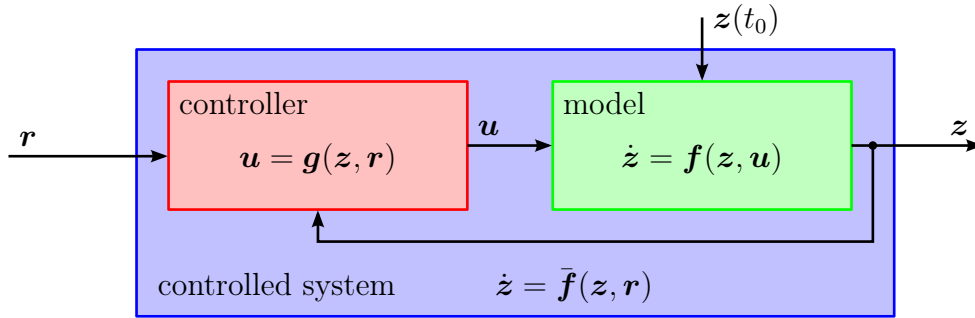 z(t₀)
controller
model
r
u
z
u = g(z, r)
ż = f(z, u)
controlled system
ż = f̄(z, r)